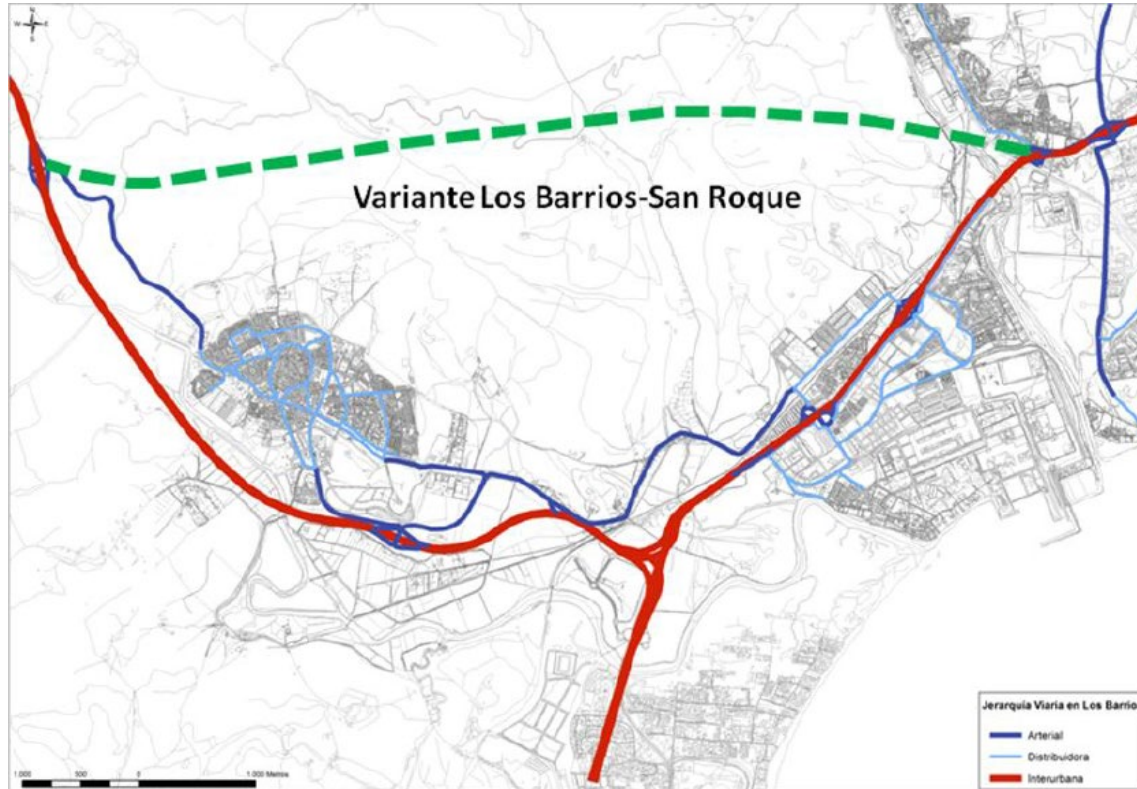 N
W E
S
Variante Los Barrios-San Roque
Jerarquía Viaria en Los Barrio
Arterial
Distribuidora
Interurbana
1.000 500 0 1.000 Metros